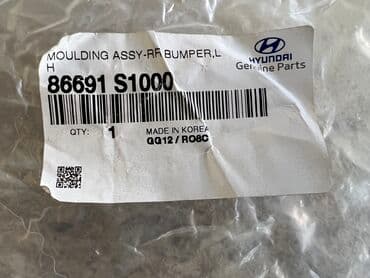 MOULDING ASSY-RR BUMPER,L
H
86691 S1000
HYUNDAI
Genuine Parts
QTY: 1
MADE IN KOREA
GG12 / RO8C